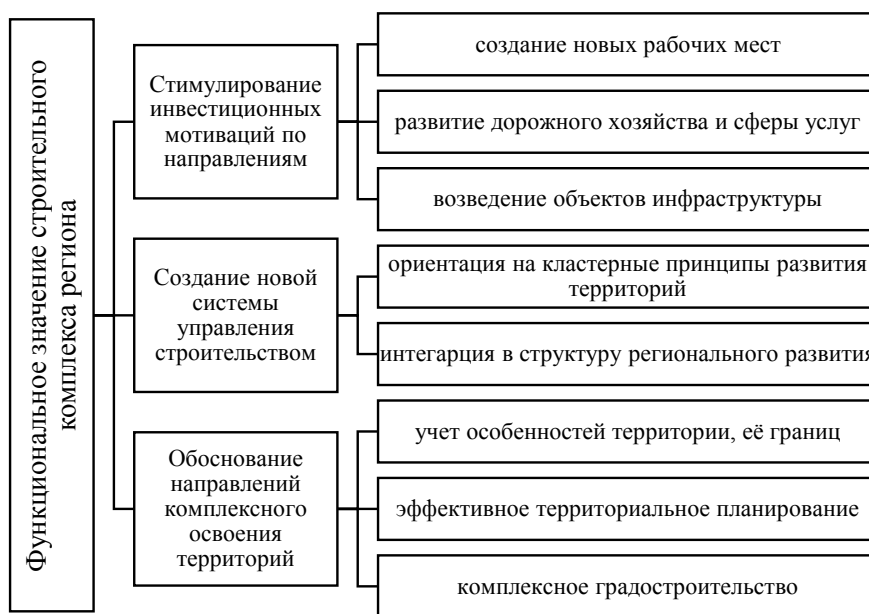 Функциональное значение строительного
комплекса региона
Стимулирование
инвестиционных
мотиваций по
направлениям
создание новых рабочих мест
развитие дорожного хозяйства и сферы услуг
возведение объектов инфраструктуры
Создание новой
системы
управления
строительством
ориентация на кластерные принципы развития
территорий
интегарция в структуру регионального развития
Обоснование
направлений
комплексного
освоения
территорий
учет особенностей территории, её границ
эффективное территориальное планирование
комплексное градостроительство